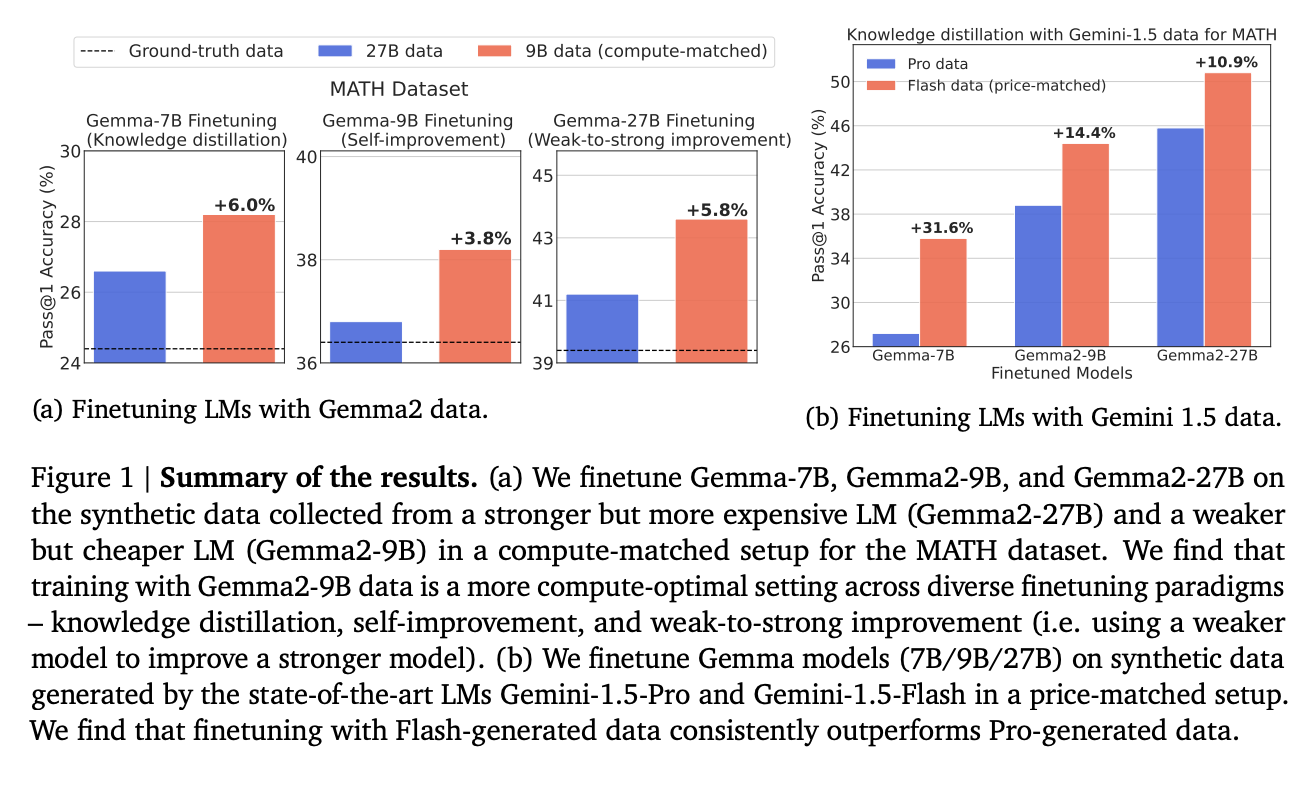 Ground-truth data 27B data 9B data (compute-matched)
MATH Dataset
Gemma-7B Finetuning
(Knowledge distillation)
Pass@1 Accuracy (%)
30
28
26
24
+6.0%
Gemma-9B Finetuning
(Self-improvement)
40
38
36
+3.8%
Gemma-27B Finetuning
(Weak-to-strong improvement)
45
43
41
39
+5.8%
(a) Finetuning LMs with Gemma2 data.
Knowledge distillation with Gemini-1.5 data for MATH
Pro data
Flash data (price-matched)
Pass@1 Accuracy (%)
50
46
42
38
34
30
26
+31.6%
+14.4%
+10.9%
Gemma-7B Gemma2-9B Gemma2-27B
Finetuned Models
(b) Finetuning LMs with Gemini 1.5 data.
Figure 1 | Summary of the results. (a) We finetune Gemma-7B, Gemma2-9B, and Gemma2-27B on
the synthetic data collected from a stronger but more expensive LM (Gemma2-27B) and a weaker
but cheaper LM (Gemma2-9B) in a compute-matched setup for the MATH dataset. We find that
training with Gemma2-9B data is a more compute-optimal setting across diverse finetuning paradigms
– knowledge distillation, self-improvement, and weak-to-strong improvement (i.e. using a weaker
model to improve a stronger model). (b) We finetune Gemma models (7B/9B/27B) on synthetic data
generated by the state-of-the-art LMs Gemini-1.5-Pro and Gemini-1.5-Flash in a price-matched setup.
We find that finetuning with Flash-generated data consistently outperforms Pro-generated data.